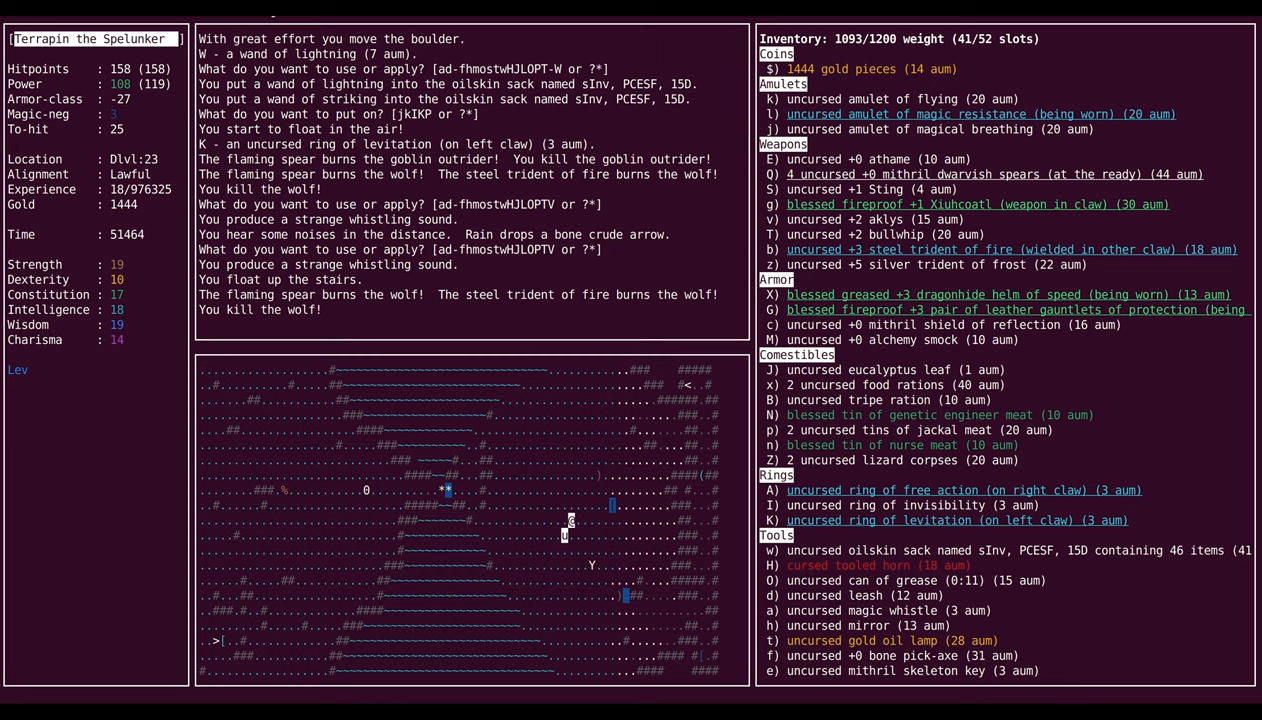 [Terrapin the Spelunker ]
Hitpoints : 158 (158)
Power : 108 (119)
Armor-class : -27
Magic-neg : 3
To-hit : 25
Location : Dlvl:23
Alignment : Lawful
Experience : 18/976325
Gold : 1444
Time : 51464
Strength : 19
Dexterity : 10
Constitution : 17
Intelligence : 18
Wisdom : 19
Charisma : 14
Lev
With great effort you move the boulder.
W - a wand of lightning (7 aum).
What do you want to use or apply? [ad-fhmostwHJLOPT-W or ?*]
You put a wand of lightning into the oilskin sack named sInv, PCESF, 15D.
You put a wand of striking into the oilskin sack named sInv, PCESF, 15D.
What do you want to put on? [jkIKP or ?*]
You start to float in the air!
K - an uncursed ring of levitation (on left claw) (3 aum).
The flaming spear burns the goblin outrider!  You kill the goblin outrider!
The flaming spear burns the wolf!  The steel trident of fire burns the wolf!
You kill the wolf!
What do you want to use or apply? [ad-fhmostwHJLOPTV or ?*]
You produce a strange whistling sound.
You hear some noises in the distance.  Rain drops a bone crude arrow.
What do you want to use or apply? [ad-fhmostwHJLOPTV or ?*]
You produce a strange whistling sound.
You float up the stairs.
The flaming spear burns the wolf!  The steel trident of fire burns the wolf!
You kill the wolf!
Inventory: 1093/1200 weight (41/52 slots)
Coins
$) 1444 gold pieces (14 aum)
Amulets
k) uncursed amulet of flying (20 aum)
l) uncursed amulet of magic resistance (being worn) (20 aum)
j) uncursed amulet of magical breathing (20 aum)
Weapons
E) uncursed +0 athame (10 aum)
Q) 4 uncursed +0 mithril dwarvish spears (at the ready) (44 aum)
S) uncursed +1 Sting (4 aum)
g) blessed fireproof +1 Xiuhcoatl (weapon in claw) (30 aum)
v) uncursed +2 aklys (15 aum)
T) uncursed +2 bullwhip (20 aum)
b) uncursed +3 steel trident of fire (wielded in other claw) (18 aum)
z) uncursed +5 silver trident of frost (22 aum)
Armor
X) blessed greased +3 dragonhide helm of speed (being worn) (13 aum)
G) blessed fireproof +3 pair of leather gauntlets of protection (being
c) uncursed +0 mithril shield of reflection (16 aum)
M) uncursed +0 alchemy smock (10 aum)
Comestibles
J) uncursed eucalyptus leaf (1 aum)
x) 2 uncursed food rations (40 aum)
B) uncursed tripe ration (10 aum)
N) blessed tin of genetic engineer meat (10 aum)
p) 2 uncursed tins of jackal meat (20 aum)
n) blessed tin of nurse meat (10 aum)
Z) 2 uncursed lizard corpses (20 aum)
Rings
A) uncursed ring of free action (on right claw) (3 aum)
I) uncursed ring of invisibility (3 aum)
K) uncursed ring of levitation (on left claw) (3 aum)
Tools
w) uncursed oilskin sack named sInv, PCESF, 15D containing 46 items (41
H) cursed tooled horn (18 aum)
O) uncursed can of grease (0:11) (15 aum)
d) uncursed leash (12 aum)
a) uncursed magic whistle (3 aum)
h) uncursed mirror (13 aum)
t) uncursed gold oil lamp (28 aum)
f) uncursed +0 bone pick-axe (31 aum)
e) uncursed mithril skeleton key (3 aum)